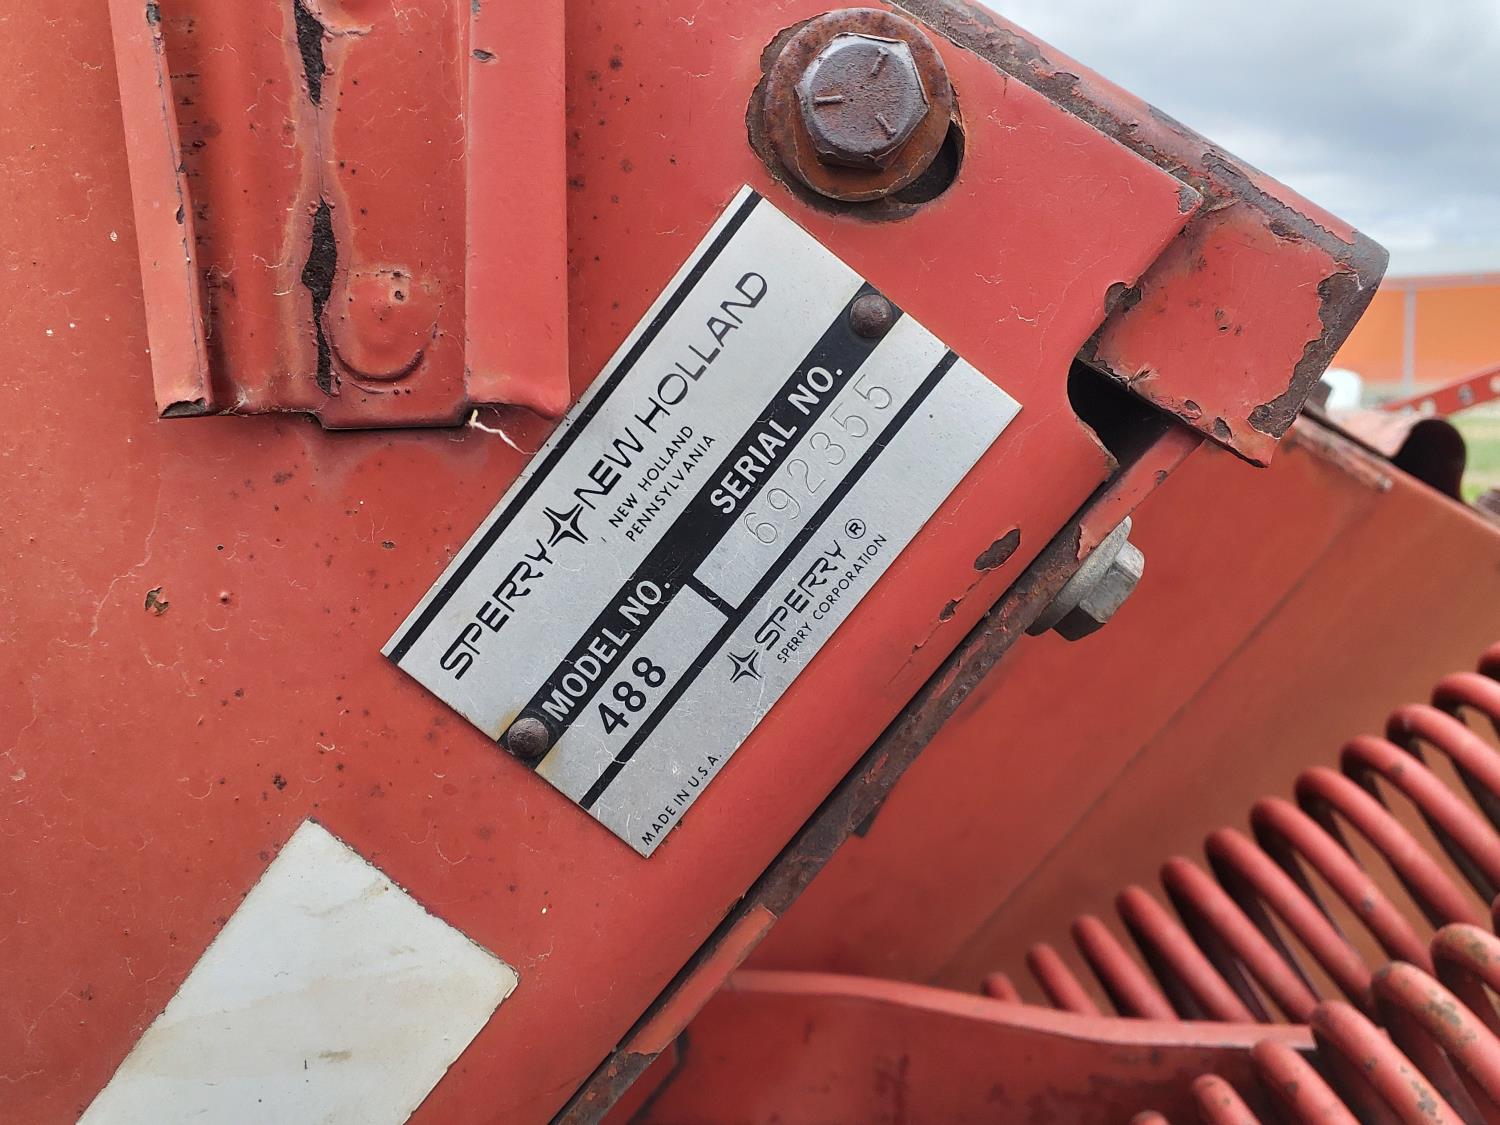 SPERRY NEW HOLLAND
NEW HOLLAND
PENNSYLVANIA
MODEL NO. SERIAL NO.
488 692355
SPERRY®
SPERRY CORPORATION
MADE IN U.S.A.